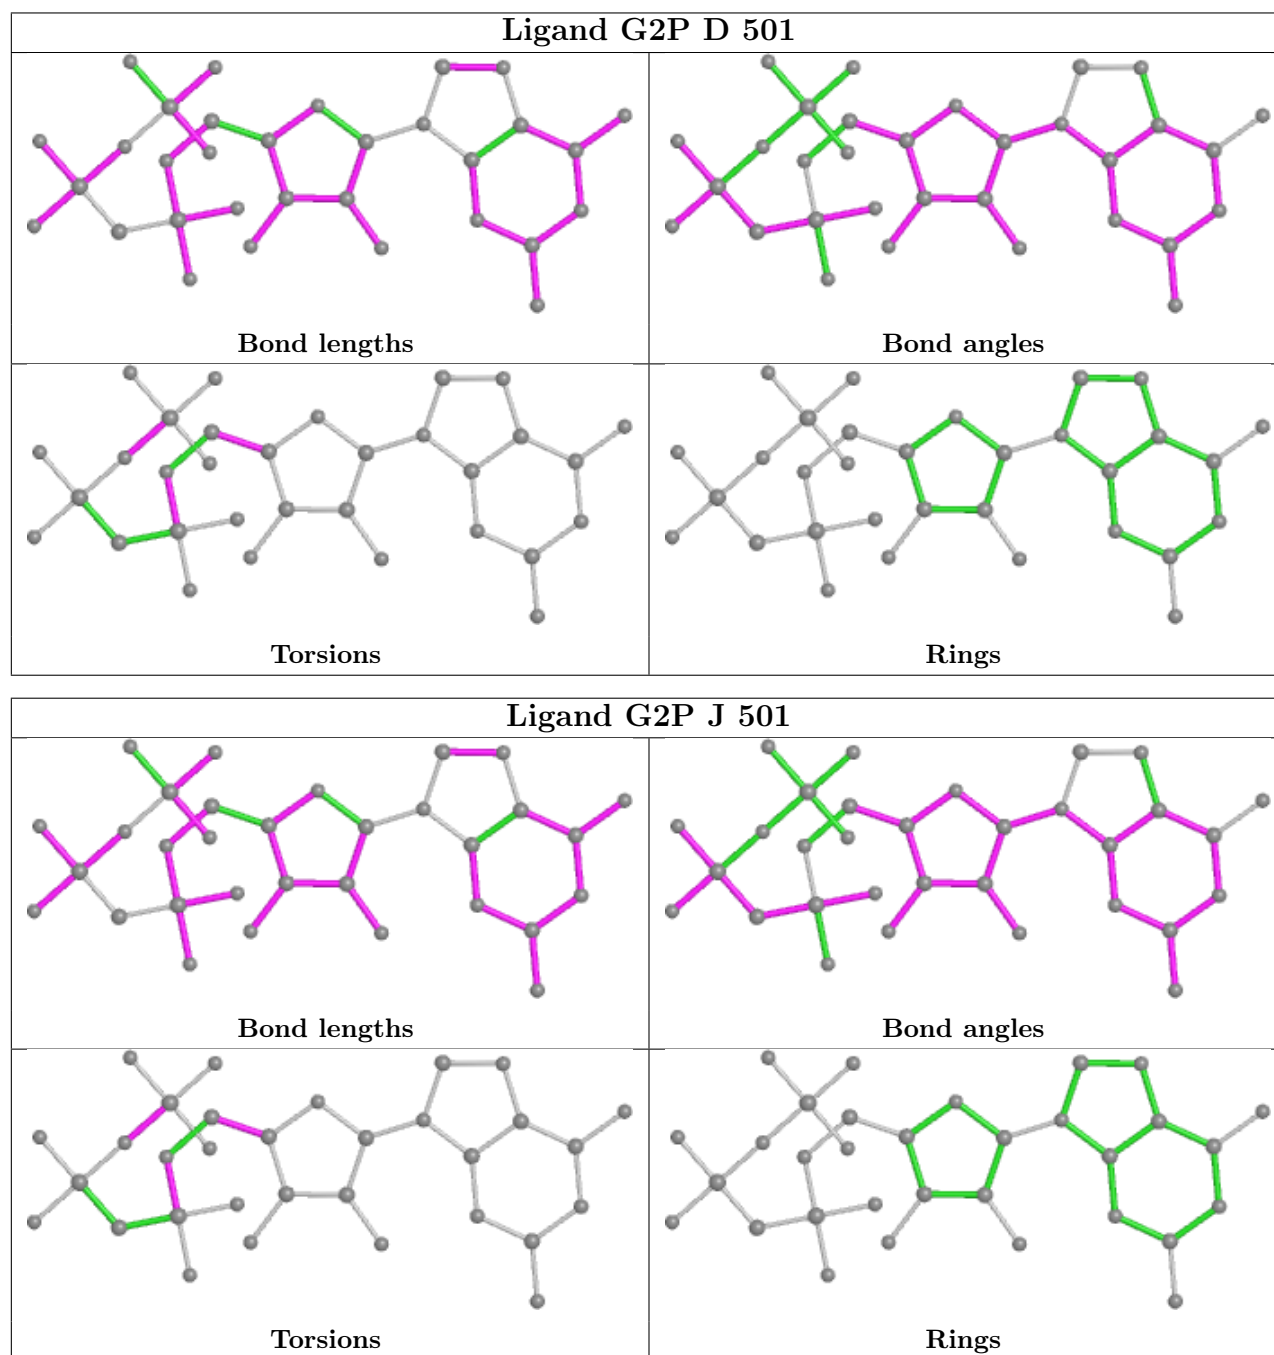 Ligand G2P D 501
Bond lengths
Bond angles
Torsions
Rings
Ligand G2P J 501
Bond lengths
Bond angles
Torsions
Rings